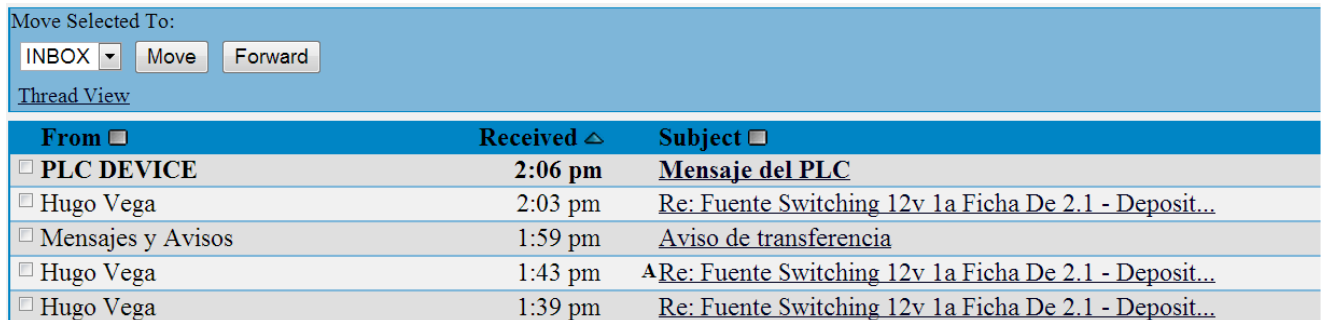 Move Selected To:
INBOX Move Forward
Thread View
From Received Subject
PLC DEVICE 2:06 pm Mensaje del PLC
Hugo Vega 2:03 pm Re: Fuente Switching 12v 1a Ficha De 2.1 - Deposit...
Mensajes y Avisos 1:59 pm Aviso de transferencia
Hugo Vega 1:43 pm A Re: Fuente Switching 12v 1a Ficha De 2.1 - Deposit...
Hugo Vega 1:39 pm Re: Fuente Switching 12v 1a Ficha De 2.1 - Deposit...